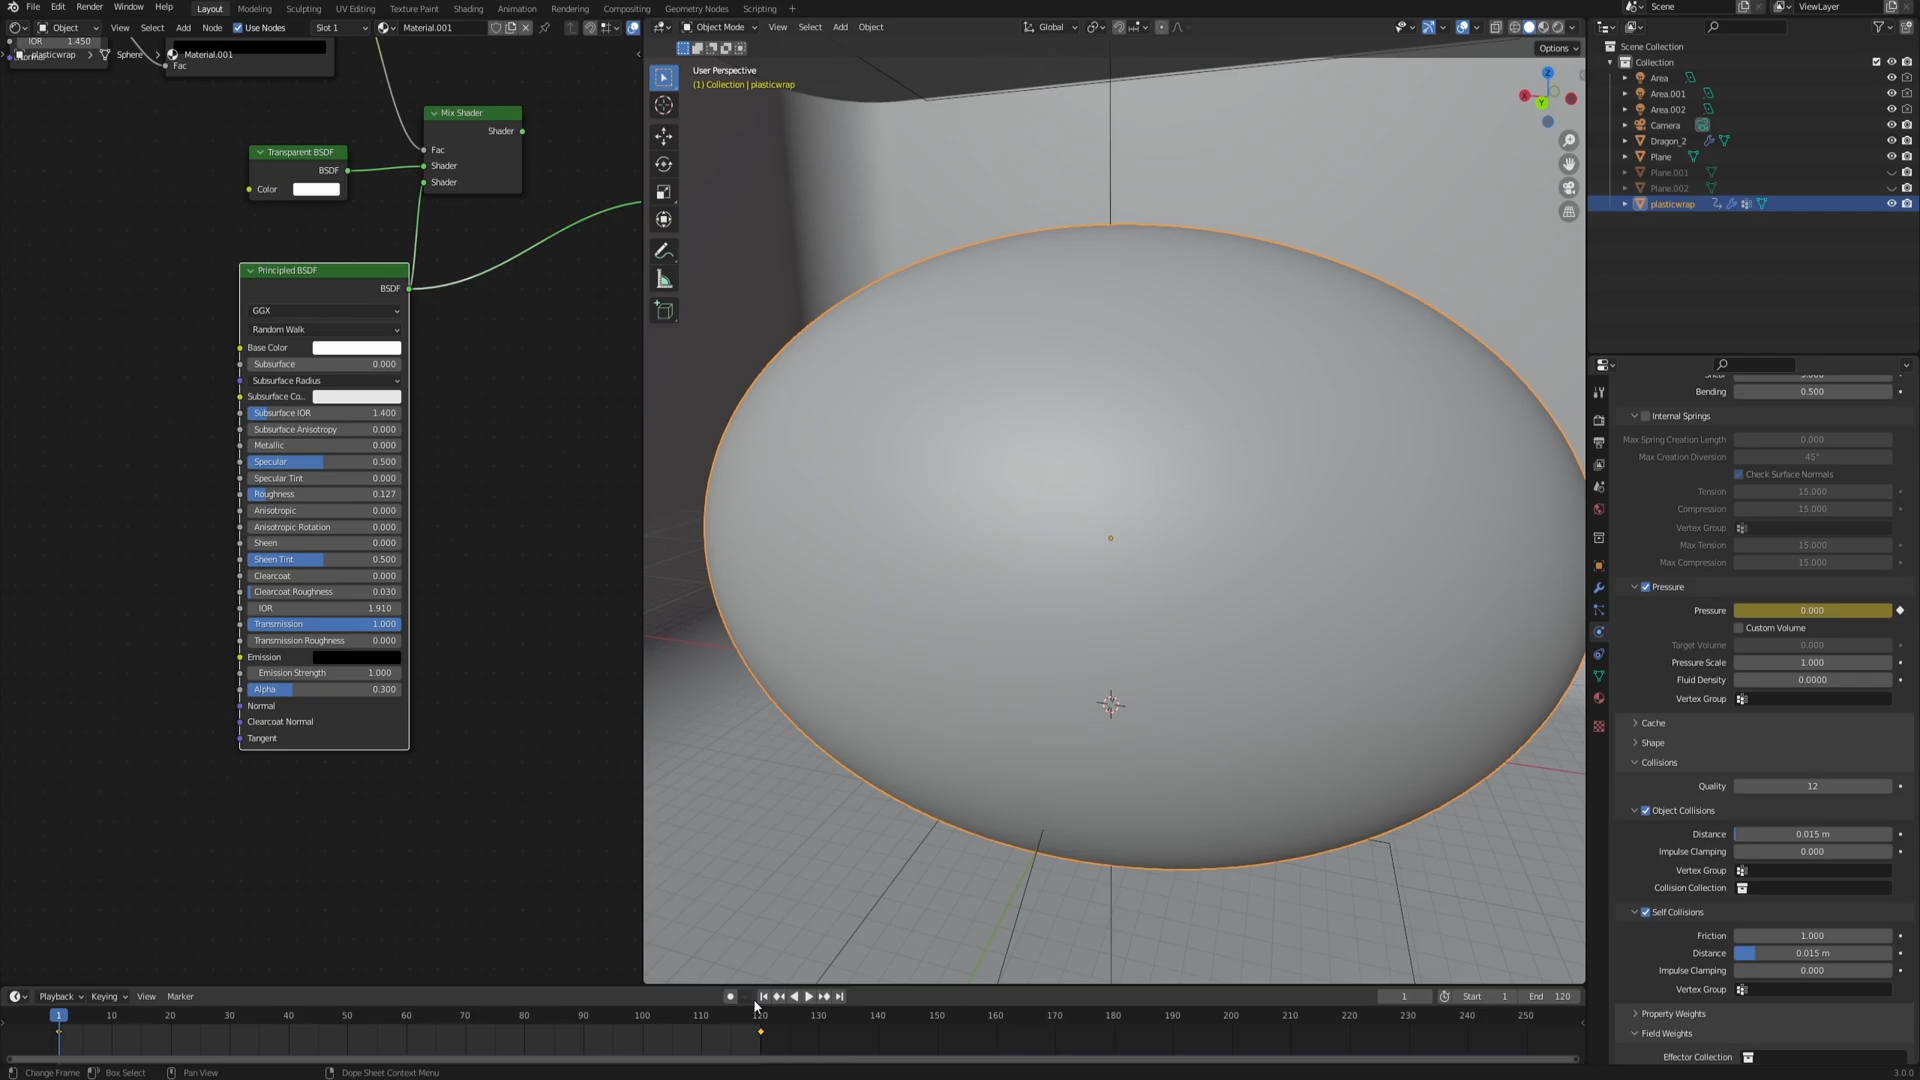 File Edit Render Window Help Layout Modeling Sculpting UV Editing Texture Paint Shading Animation Rendering Compositing Geometry Nodes Scripting + Scene ViewLayer
Object View Select Add Node Use Nodes Slot 1 Material.001
Object Mode View Select Add Object Global
Options
IOR 1.450
plasticwrap > Sphere > Material.001
Fac
Mix Shader
Shader
Fac
Shader
Shader
Transparent BSDF
BSDF
Color
Principled BSDF
BSDF
GGX
Random Walk
Base Color
Subsurface 0.000
Subsurface Radius
Subsurface Co...
Subsurface IOR 1.400
Subsurface Anisotropy 0.000
Metallic 0.000
Specular 0.500
Specular Tint 0.000
Roughness 0.127
Anisotropic 0.000
Anisotropic Rotation 0.000
Sheen 0.000
Sheen Tint 0.500
Clearcoat 0.000
Clearcoat Roughness 0.030
IOR 1.910
Transmission 1.000
Transmission Roughness 0.000
Emission
Emission Strength 1.000
Alpha 0.300
Normal
Clearcoat Normal
Tangent
User Perspective
(1) Collection | plasticwrap
Z
X
Y
Scene Collection
Collection
Area
Area.001
Area.002
Camera
Dragon_2
Plane
Plane.001
Plane.002
plasticwrap
Bending 0.500
Internal Springs
Max Spring Creation Length 0.000
Max Creation Diversion 45°
Check Surface Normals
Tension 15.000
Compression 15.000
Vertex Group
Max Tension 15.000
Max Compression 15.000
Pressure
Pressure 0.000
Custom Volume
Target Volume 0.000
Pressure Scale 1.000
Fluid Density 0.0000
Vertex Group
Cache
Shape
Collisions
Quality 12
Object Collisions
Distance 0.015 m
Impulse Clamping 0.000
Vertex Group
Collision Collection
Self Collisions
Friction 1.000
Distance 0.015 m
Impulse Clamping 0.000
Vertex Group
Property Weights
Field Weights
Effector Collection
Playback Keying View Marker 1 Start 1 End 120
1 10 20 30 40 50 60 70 80 90 100 110 120 130 140 150 160 170 180 190 200 210 220 230 240 250
Change Frame Box Select Pan View Dope Sheet Context Menu 3.0.0